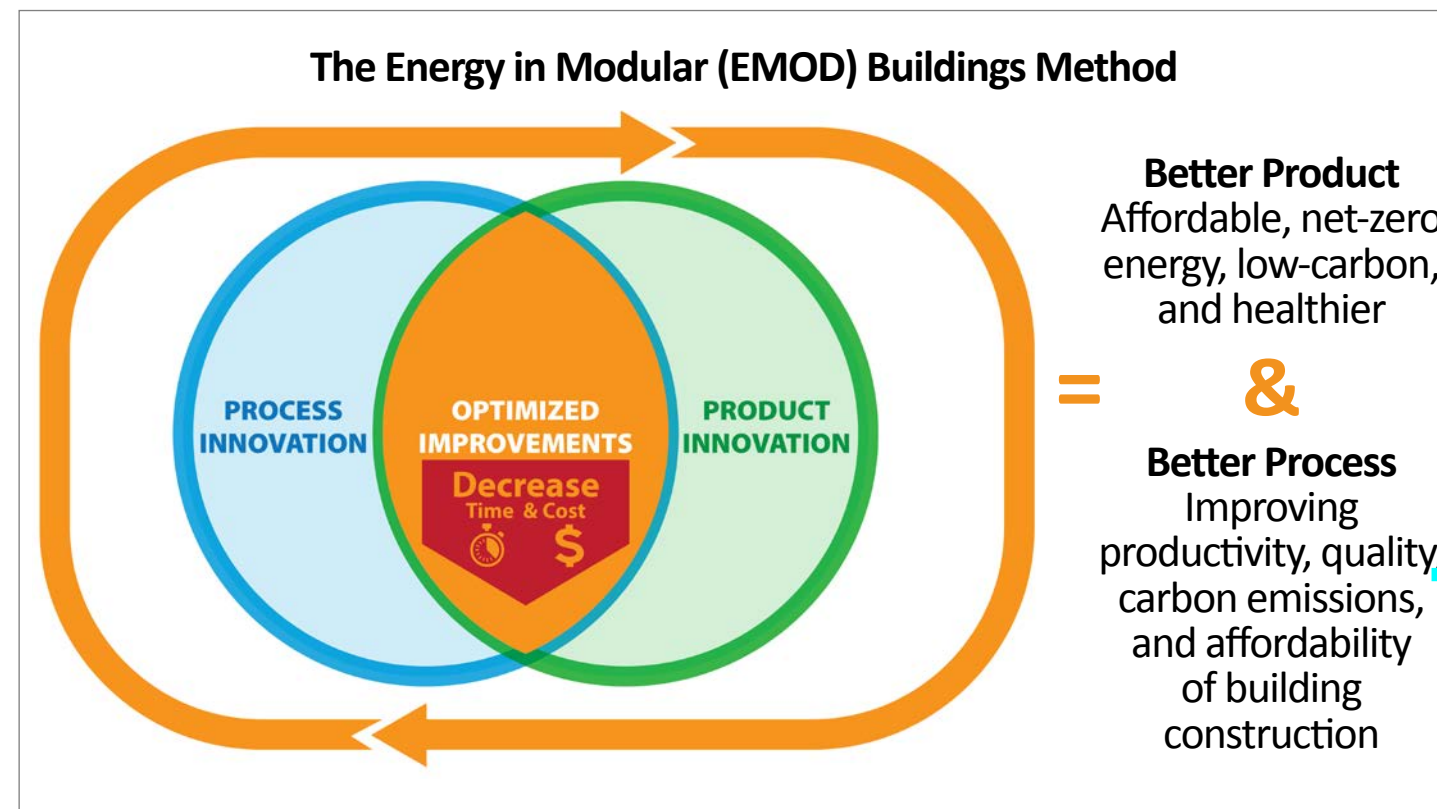 The Energy in Modular (EMOD) Buildings Method
PROCESS
INNOVATION
OPTIMIZED
IMPROVEMENTS
Decrease
Time & Cost
$
PRODUCT
INNOVATION
=
Better Product
Affordable, net-zero
energy, low-carbon,
and healthier
&
Better Process
Improving
productivity, quality,
carbon emissions,
and affordability
of building
construction